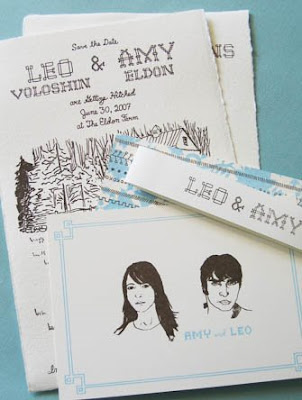 Save the Date
LEO & AMY
VOLOSHIN ELDON
are Getting Hitched
June 30, 2007
at The Eldon Farm
NS
LEO & AMY
AMY and LEO